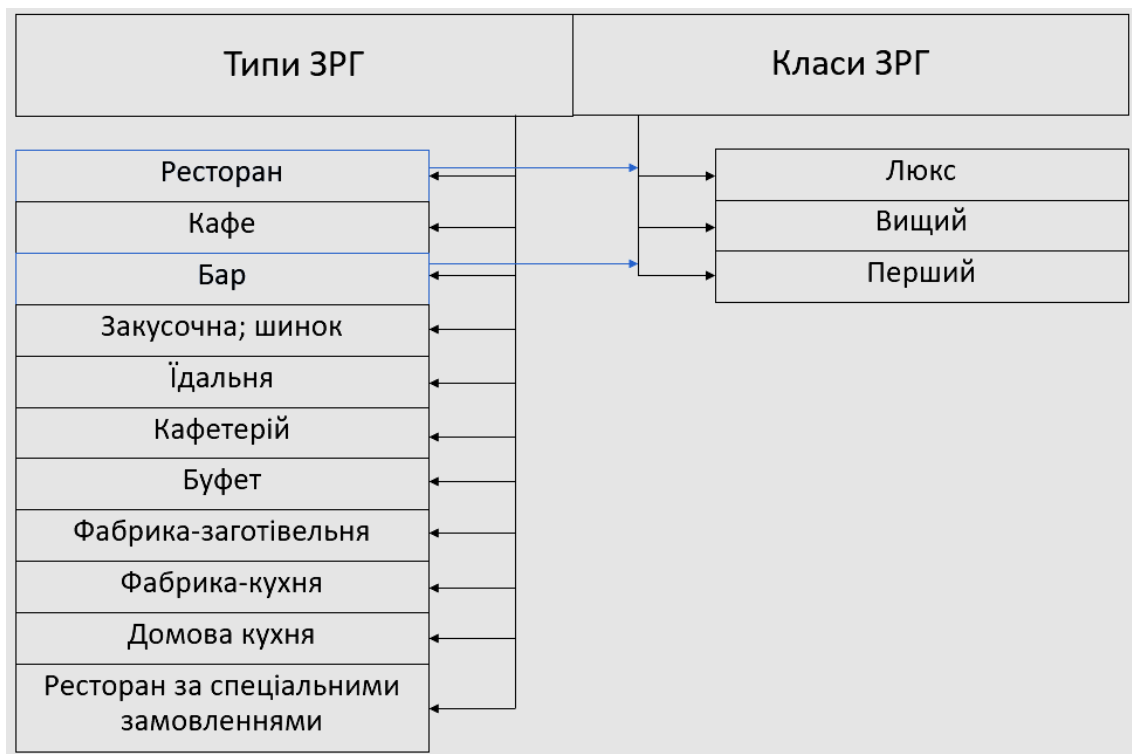 Типи ЗРГ
Класи ЗРГ
Ресторан
Кафе
Бар
Закусочна; шинок
Їдальня
Кафетерій
Буфет
Фабрика-заготівельня
Фабрика-кухня
Домова кухня
Ресторан за спеціальними
замовленнями
Люкс
Вищий
Перший